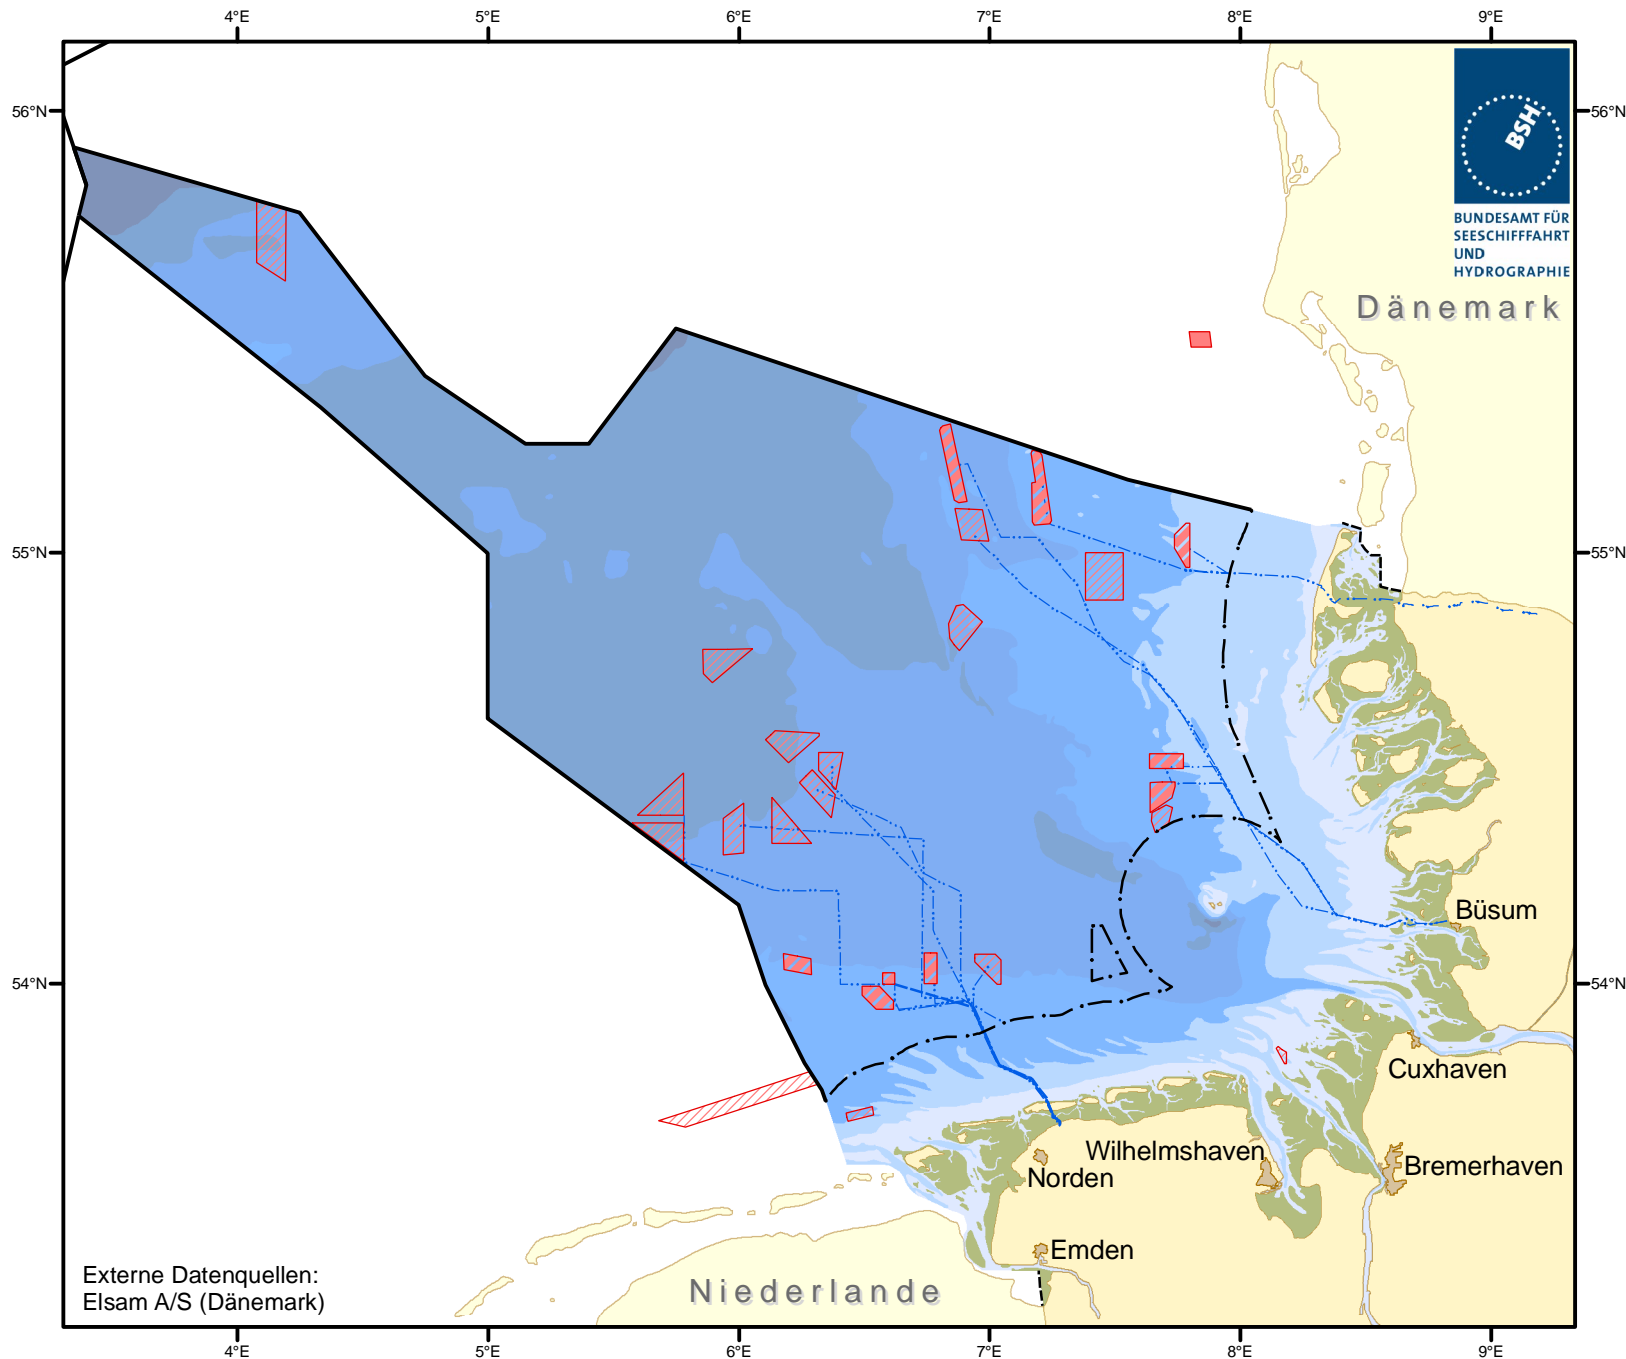 4°E 5°E 6°E 7°E 8°E 9°E
56°N 56°N
BSH
BUNDESAMT FÜR
SEESCHIFFFAHRT
UND
HYDROGRAPHIE
Dänemark
55°N 55°N
Büsum
54°N 54°N
Cuxhaven
Wilhelmshaven
Bremerhaven
Norden
Emden
Niederlande
Externe Datenquellen:
Elsam A/S (Dänemark)
4°E 5°E 6°E 7°E 8°E 9°E